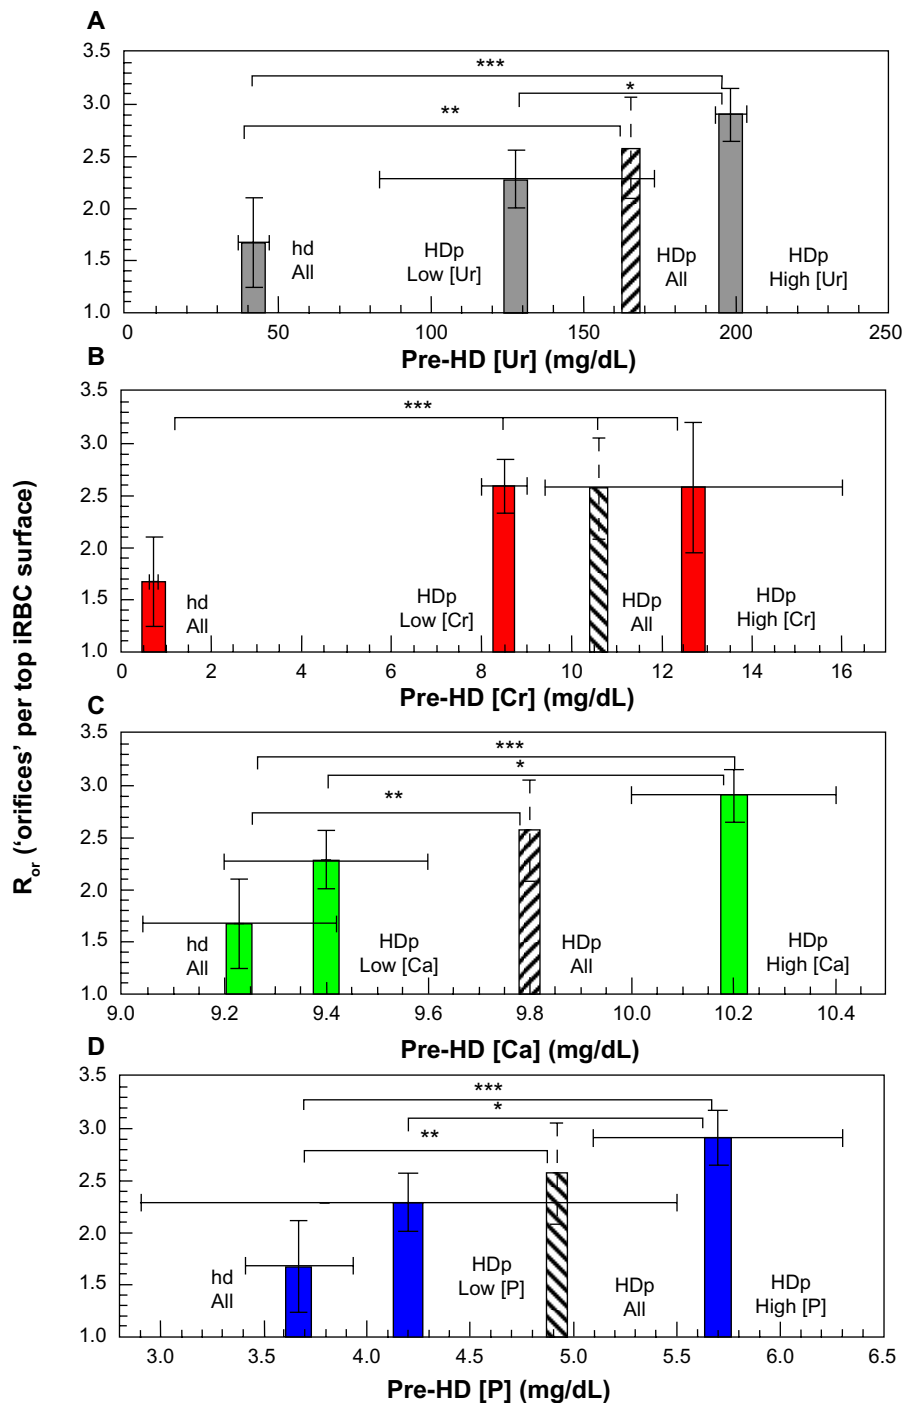 A
3.5
***
3.0
*
**
2.5
2.0
hd
All
HDp
Low [Ur]
HDp
All
HDp
High [Ur]
1.5
1.0
0 50 100 150 200 250
Pre-HD [Ur] (mg/dL)
B
3.5
***
3.0
2.5
2.0
1.5
hd
All
HDp
Low [Cr]
HDp
All
HDp
High [Cr]
1.0
0 2 4 6 8 10 12 14 16
Pre-HD [Cr] (mg/dL)
R_or ('orifices' per top iRBC surface)
C
3.5
***
*
3.0
**
2.5
2.0
1.5
hd
All
HDp
Low [Ca]
HDp
All
HDp
High [Ca]
1.0
9.0 9.2 9.4 9.6 9.8 10.0 10.2 10.4
Pre-HD [Ca] (mg/dL)
D
3.5
***
*
3.0
**
2.5
2.0
1.5
hd
All
HDp
Low [P]
HDp
All
HDp
High [P]
1.0
3.0 3.5 4.0 4.5 5.0 5.5 6.0 6.5
Pre-HD [P] (mg/dL)